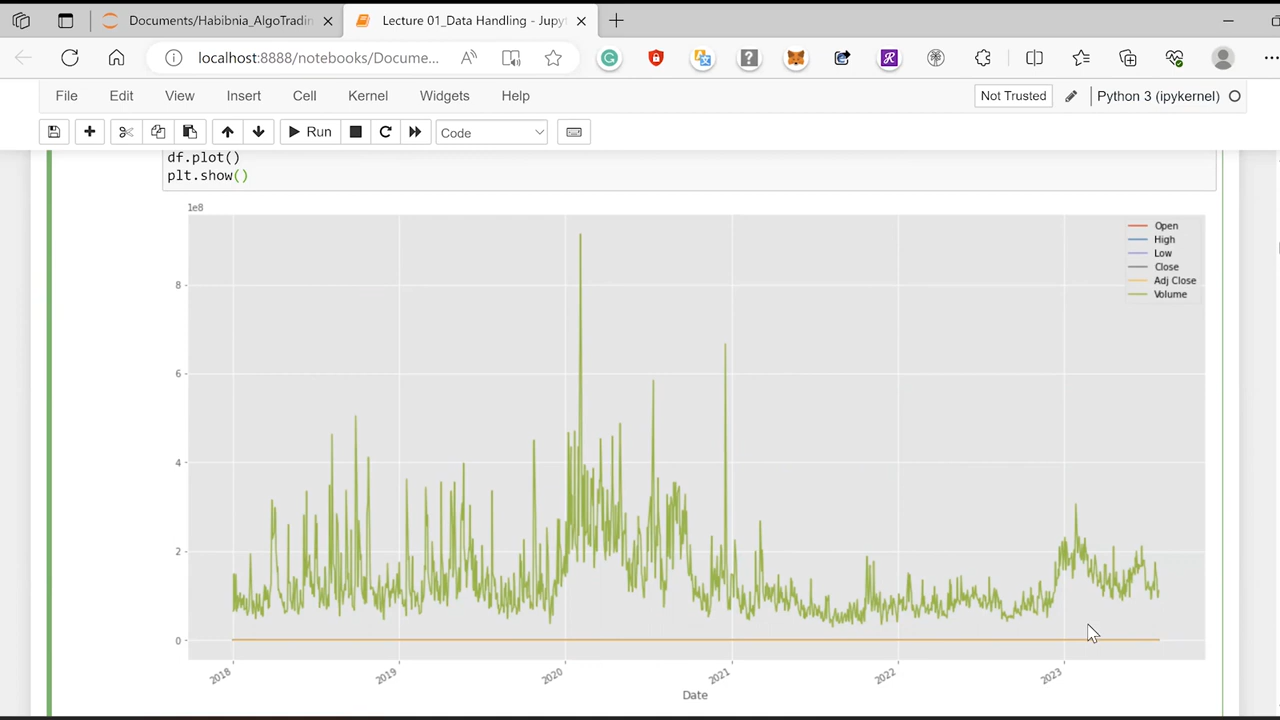 Documents/Habibnia_AlgoTradin
Lecture 01_Data Handling - Jupyt
localhost:8888/notebooks/Docume...
File Edit View Insert Cell Kernel Widgets Help
Not Trusted
Python 3 (ipykernel)
Run
Code
df.plot()
plt.show()
1e8
Open
High
Low
Close
Adj Close
Volume
8
6
4
2
0
2018 2019 2020 2021 2022 2023
Date